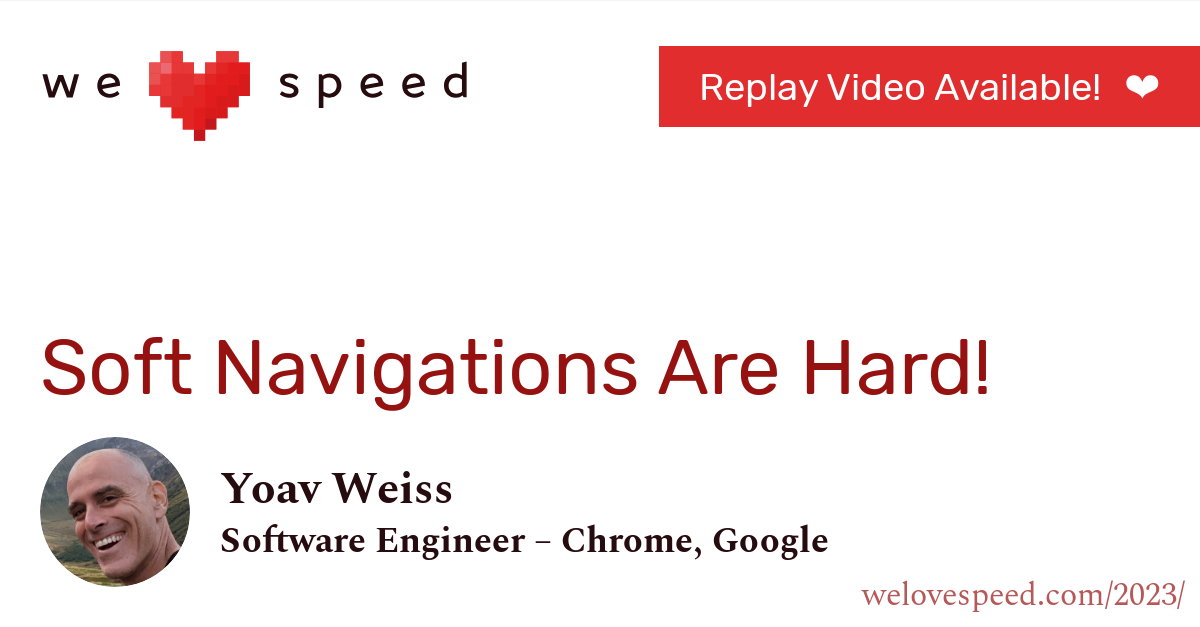 we ❤ speed
Replay Video Available! ❤
Soft Navigations Are Hard!
Yoav Weiss
Software Engineer – Chrome, Google
welovespeed.com/2023/